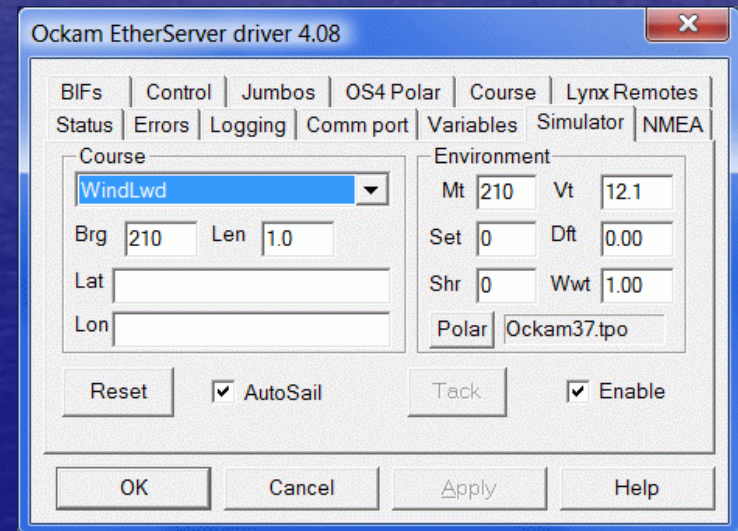 Ockam EtherServer driver 4.08
BIFs Control Jumbos OS4 Polar Course Lynx Remotes
Status Errors Logging Comm port Variables Simulator NMEA
Course Environment
WindLwd Mt 210 Vt 12.1
Brg 210 Len 1.0 Set 0 Dft 0.00
Lat Shr 0 Wwt 1.00
Lon Polar Ockam37.tpo
Reset AutoSail Tack Enable
OK Cancel Apply Help